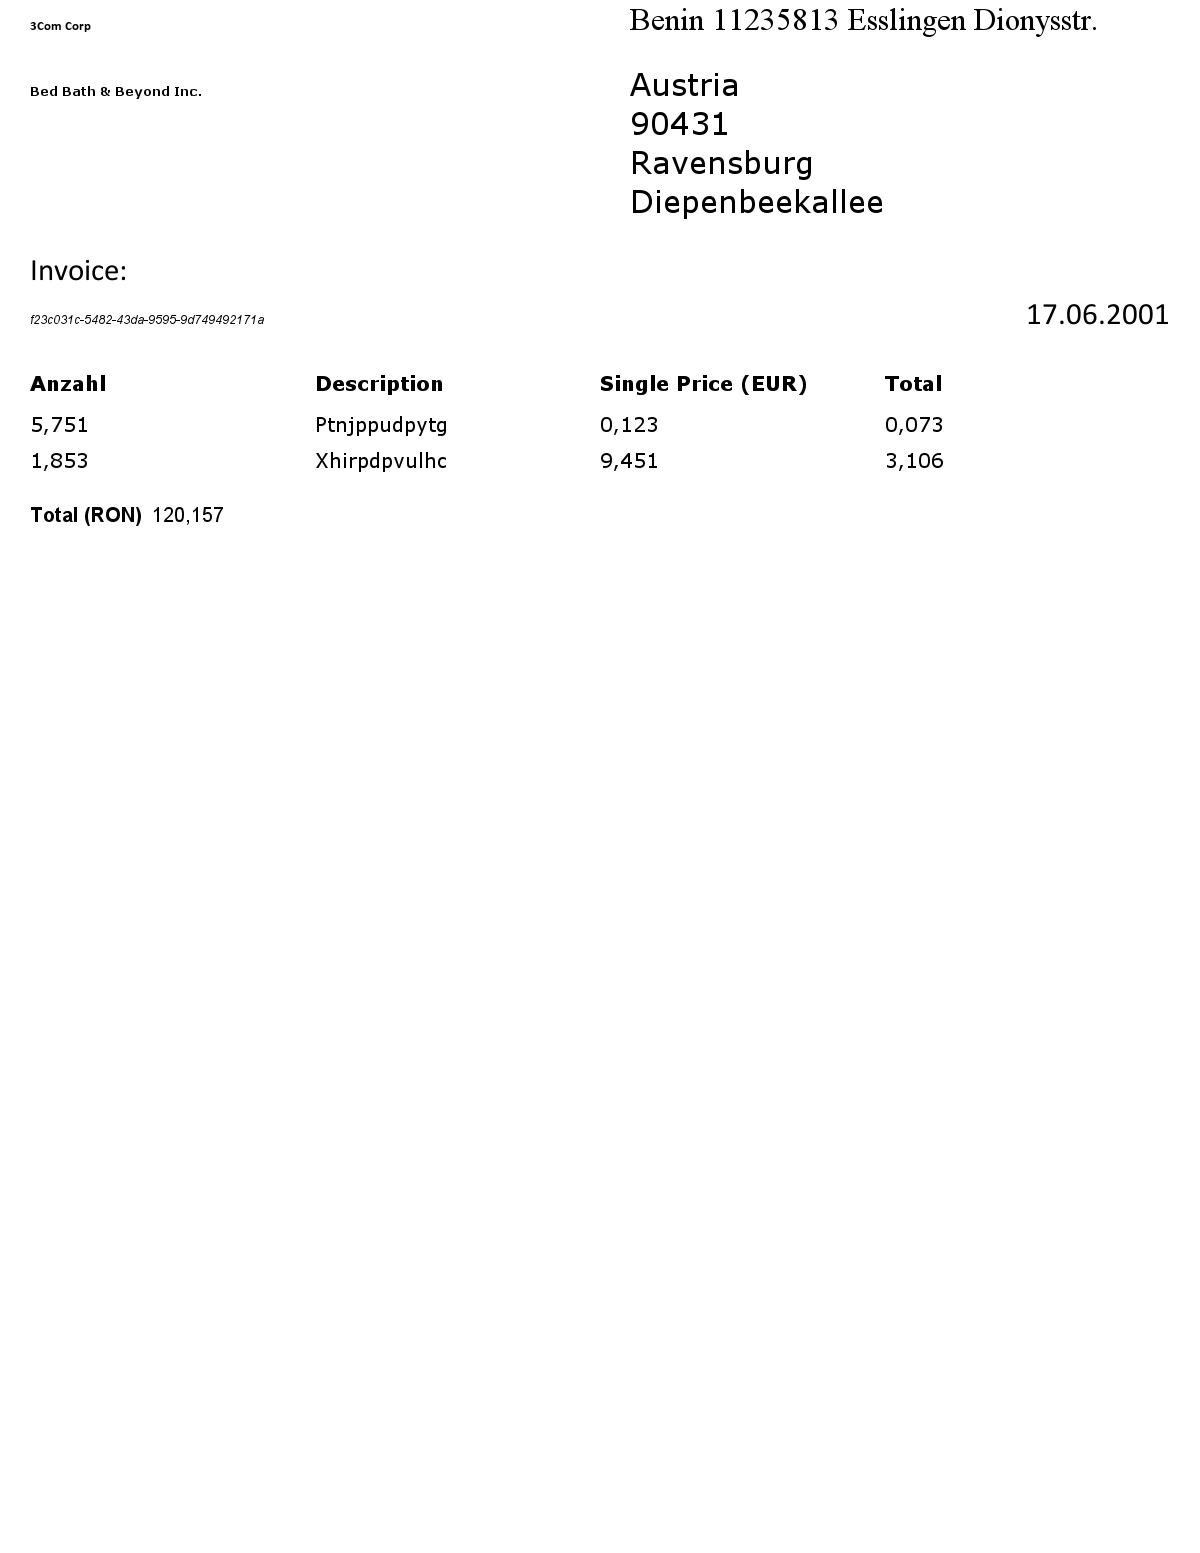 3Com Corp
Benin 11235813 Esslingen Dionysstr.
Bed Bath & Beyond Inc.
Austria
90431
Ravensburg
Diepenbeekallee
Invoice:
f23c031c-5482-43da-9595-9d749492171a
17.06.2001
Anzahl Description Single Price (EUR) Total
5,751 Ptnjppudpytg 0,123 0,073
1,853 Xhirpdpvulhc 9,451 3,106
Total (RON) 120,157